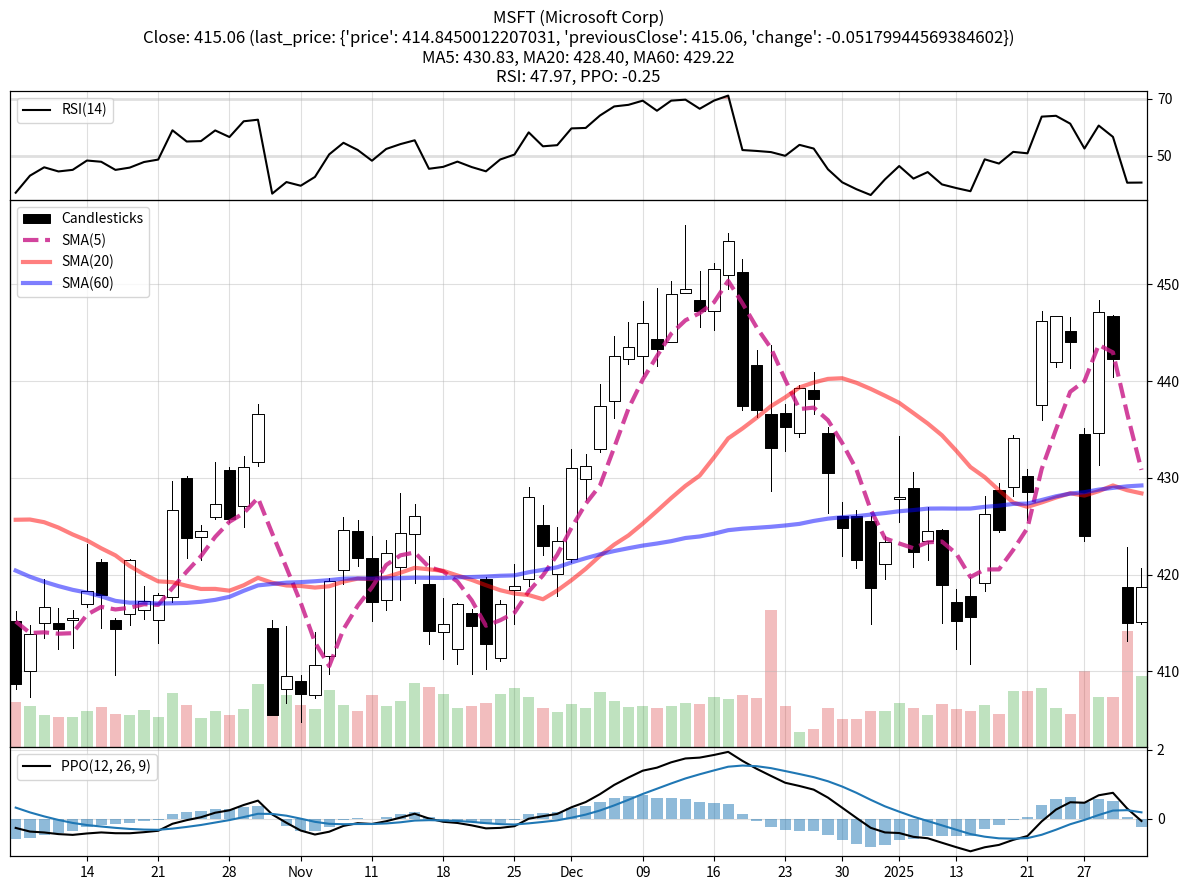 MSFT (Microsoft Corp)
Close: 415.06 (last_price: {'price': 414.8450012207031, 'previousClose': 415.06, 'change': -0.05179944569384602})
MA5: 430.83, MA20: 428.40, MA60: 429.22
RSI: 47.97, PPO: -0.25
RSI(14)
70
50
Candlesticks
SMA(5)
SMA(20)
SMA(60)
450
440
430
420
410
PPO(12, 26, 9)
2
0
14 21 28 Nov 11 18 25 Dec 09 16 23 30 2025 13 21 27